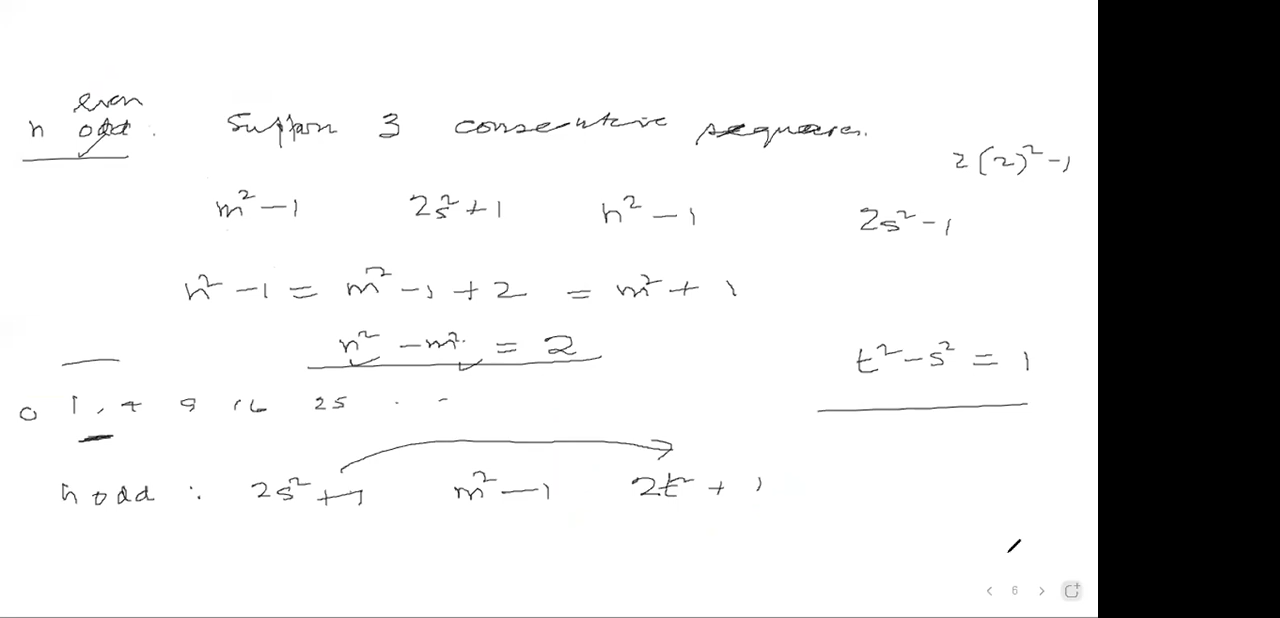 even
n odd : Suppose 3 consecutive sequences.
2(2)²-1
m²-1 2s²+1 n²-1 2s²-1
n²-1 = m²-1+2 = m²+1
n²-m² = 2 t²-s² = 1
0 1, 4 9 16 25 . . -
n odd : 2s²+1 m²-1 2t²+1
6